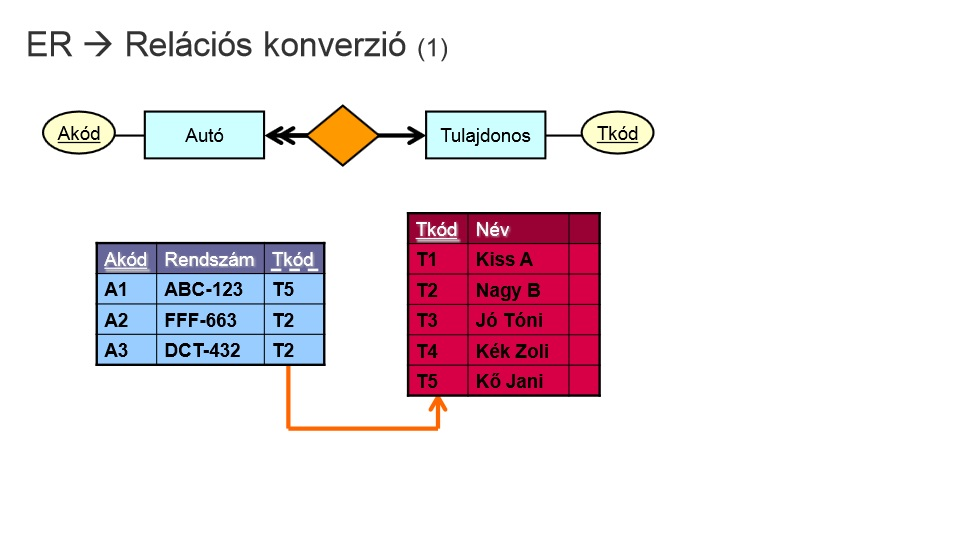 ER → Relációs konverzió (1)
Akód Autó Tulajdonos Tkód
Akód Rendszám Tkód
A1 ABC-123 T5
A2 FFF-663 T2
A3 DCT-432 T2
Tkód Név
T1 Kiss A
T2 Nagy B
T3 Jó Tóni
T4 Kék Zoli
T5 Kő Jani